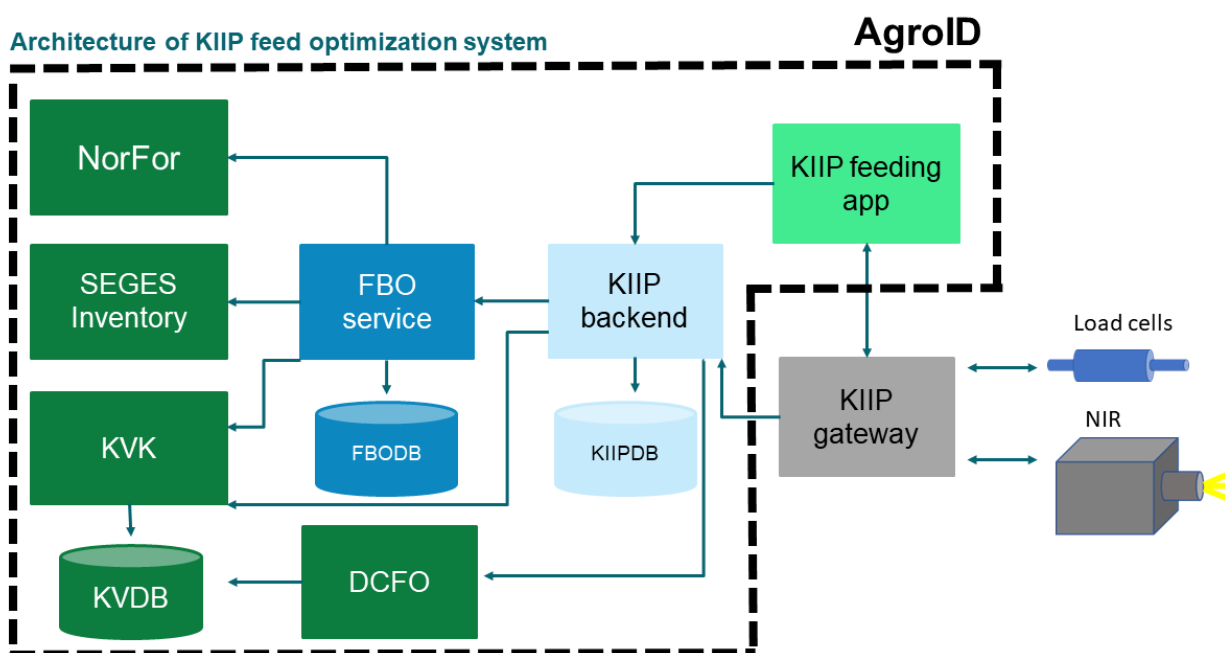 Architecture of KIIP feed optimization system
AgroID
NorFor
KIIP feeding
app
SEGES
Inventory
FBO
service
KIIP
backend
Load cells
KIIP
gateway
NIR
KVK
FBODB
KIIPDB
KVDB
DCFO